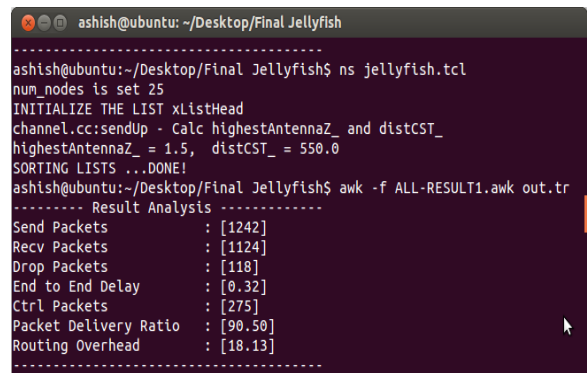 ashish@ubuntu: ~/Desktop/Final Jellyfish
---------------------------------------
ashish@ubuntu:~/Desktop/Final Jellyfish$ ns jellyfish.tcl
num_nodes is set 25
INITIALIZE THE LIST xListHead
channel.cc:sendUp - Calc highestAntennaZ_ and distCST_
highestAntennaZ_ = 1.5,  distCST_ = 550.0
SORTING LISTS ...DONE!
ashish@ubuntu:~/Desktop/Final Jellyfish$ awk -f ALL-RESULT1.awk out.tr
--------- Result Analysis -------------
Send Packets            : [1242]
Recv Packets            : [1124]
Drop Packets            : [118]
End to End Delay        : [0.32]
Ctrl Packets            : [275]
Packet Delivery Ratio   : [90.50]
Routing Overhead        : [18.13]
---------------------------------------